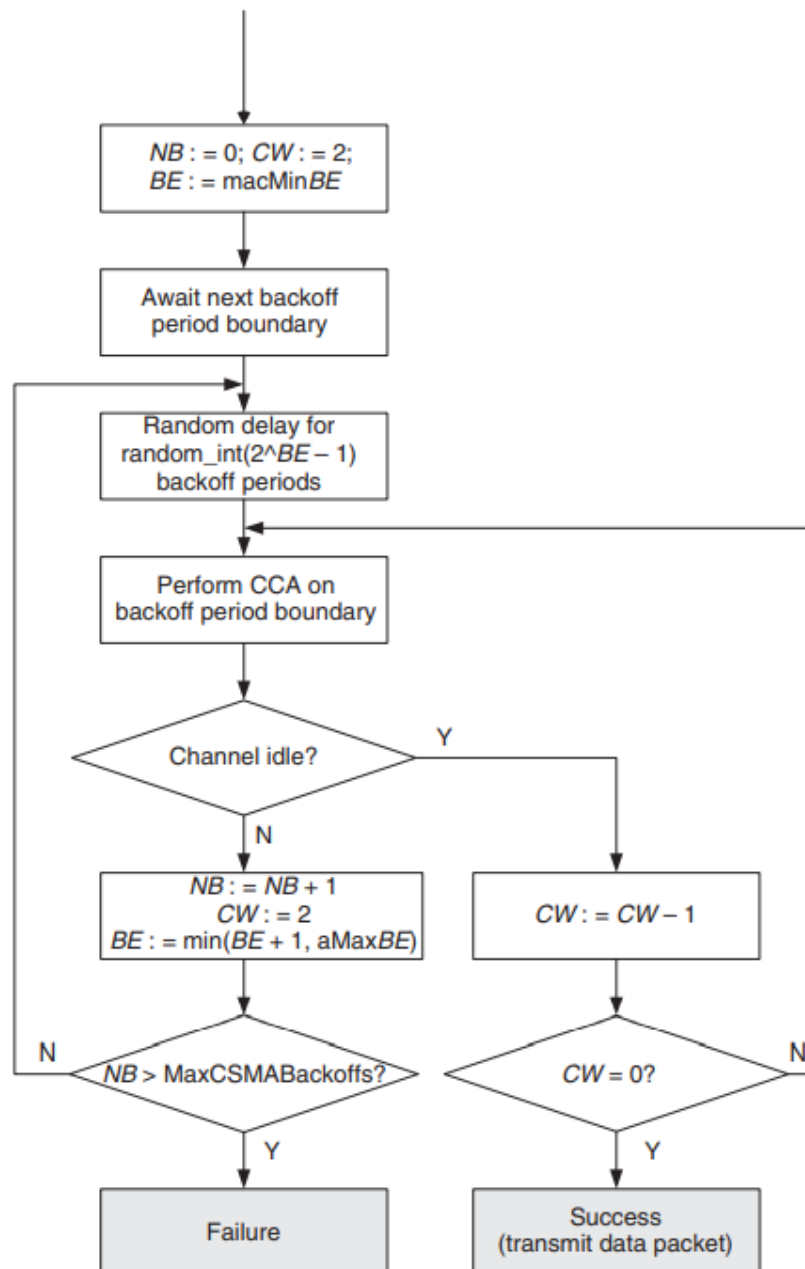 NB : = 0; CW : = 2;
BE : = macMinBE
Await next backoff
period boundary
Random delay for
random_int(2^BE – 1)
backoff periods
Perform CCA on
backoff period boundary
Channel idle?
Y
N
NB : = NB + 1
CW : = 2
BE : = min(BE + 1, aMaxBE)
CW : = CW – 1
N
NB > MaxCSMABackoffs?
Y
CW = 0?
N
Y
Failure
Success
(transmit data packet)